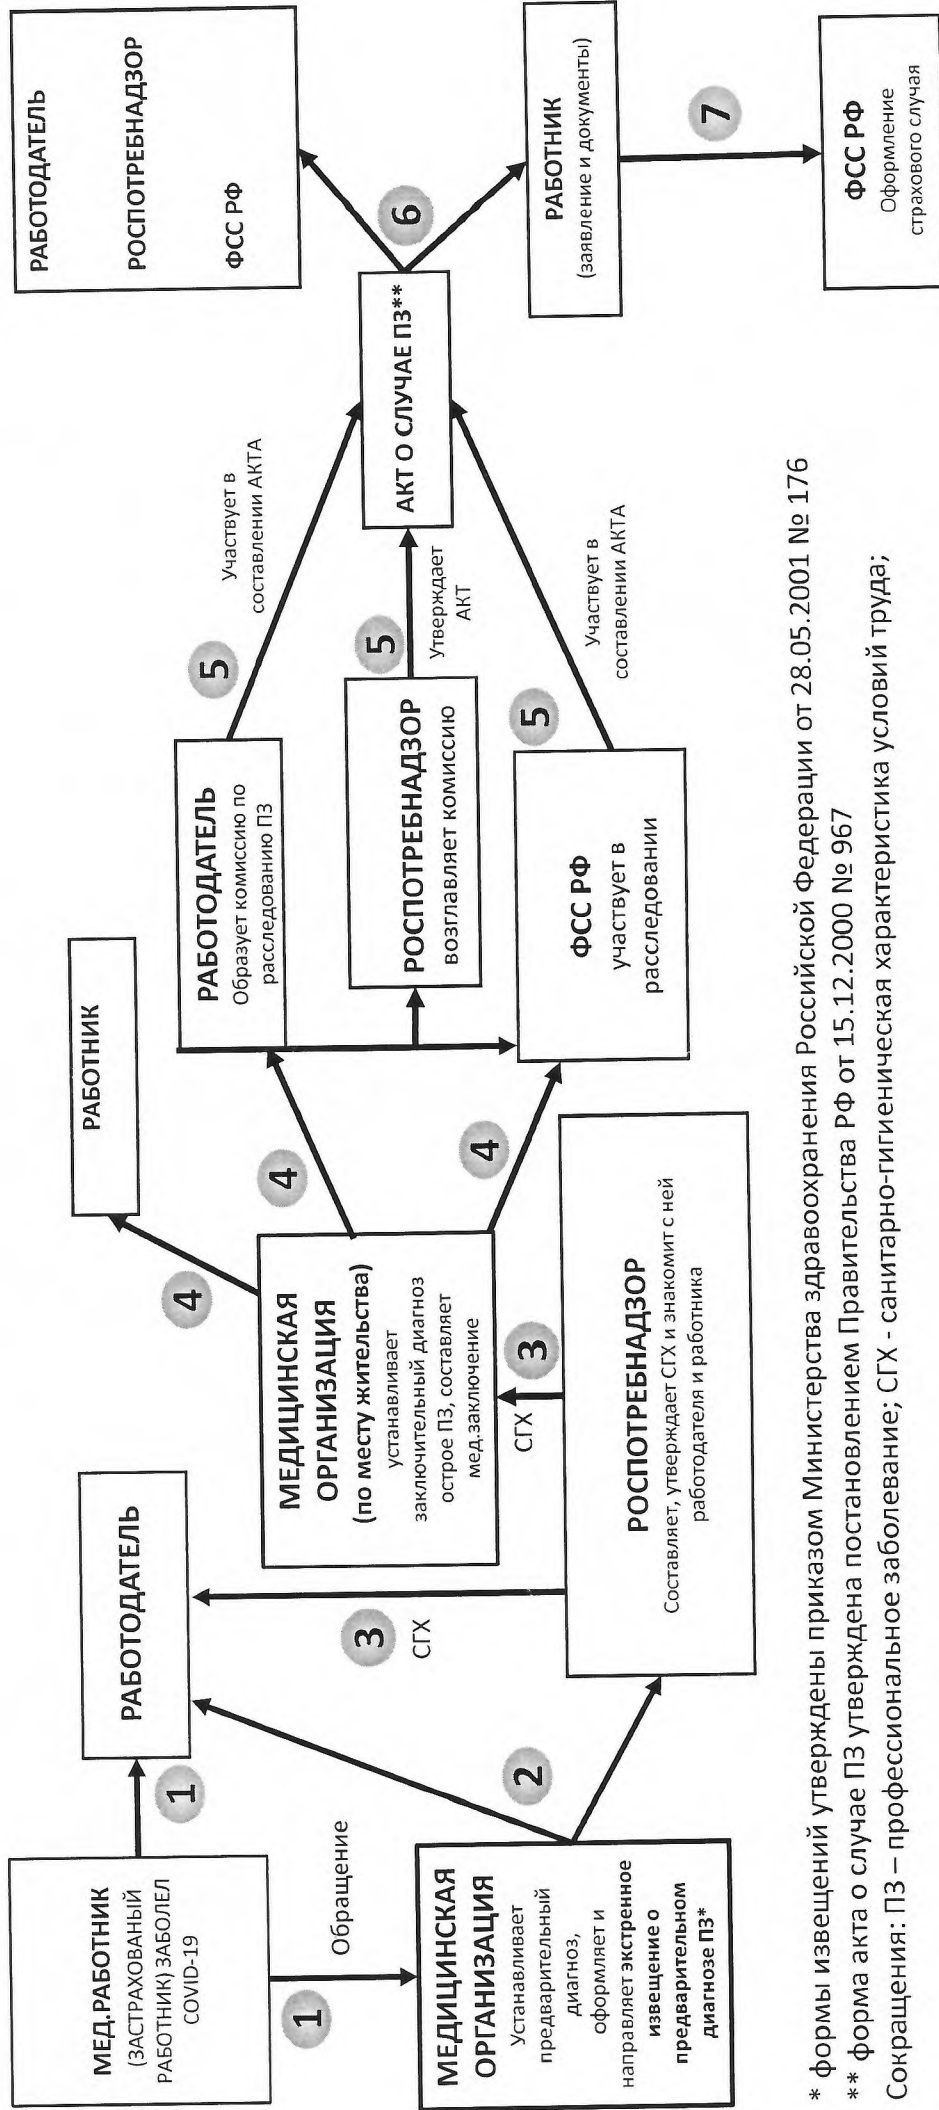 МЕД.РАБОТНИК
(ЗАСТРАХОВАНЫЙ
РАБОТНИК) ЗАБОЛЕЛ
COVID-19
1
1
Обращение
РАБОТОДАТЕЛЬ
МЕДИЦИНСКАЯ
ОРГАНИЗАЦИЯ
Устанавливает
предварительный
диагноз,
оформляет и
направляет экстренное
извещение о
предварительном
диагнозе ПЗ*
2
3
СГХ
РОСПОТРЕБНАДЗОР
Составляет, утверждает СГХ и знакомит с ней
работодателя и работника
СГХ
3
МЕДИЦИНСКАЯ
ОРГАНИЗАЦИЯ
(по месту жительства)
устанавливает
заключительный диагноз
острое ПЗ, составляет
мед.заключение
4
4
4
РАБОТНИК
РАБОТОДАТЕЛЬ
Образует комиссию по
расследованию ПЗ
РОСПОТРЕБНАДЗОР
возглавляет комиссию
ФСС РФ
участвует в
расследовании
5
Участвует в
составлении АКТА
5
Утверждает
АКТ
5
Участвует в
составлении АКТА
АКТ О СЛУЧАЕ ПЗ**
6
РАБОТОДАТЕЛЬ
РОСПОТРЕБНАДЗОР
ФСС РФ
РАБОТНИК
(заявление и документы)
7
ФСС РФ
Оформление
страхового случая
* формы извещений утверждены приказом Министерства здравоохранения Российской Федерации от 28.05.2001 № 176
** форма акта о случае ПЗ утверждена постановлением Правительства РФ от 15.12.2000 № 967
Сокращения: ПЗ – профессиональное заболевание; СГХ - санитарно-гигиеническая характеристика условий труда;